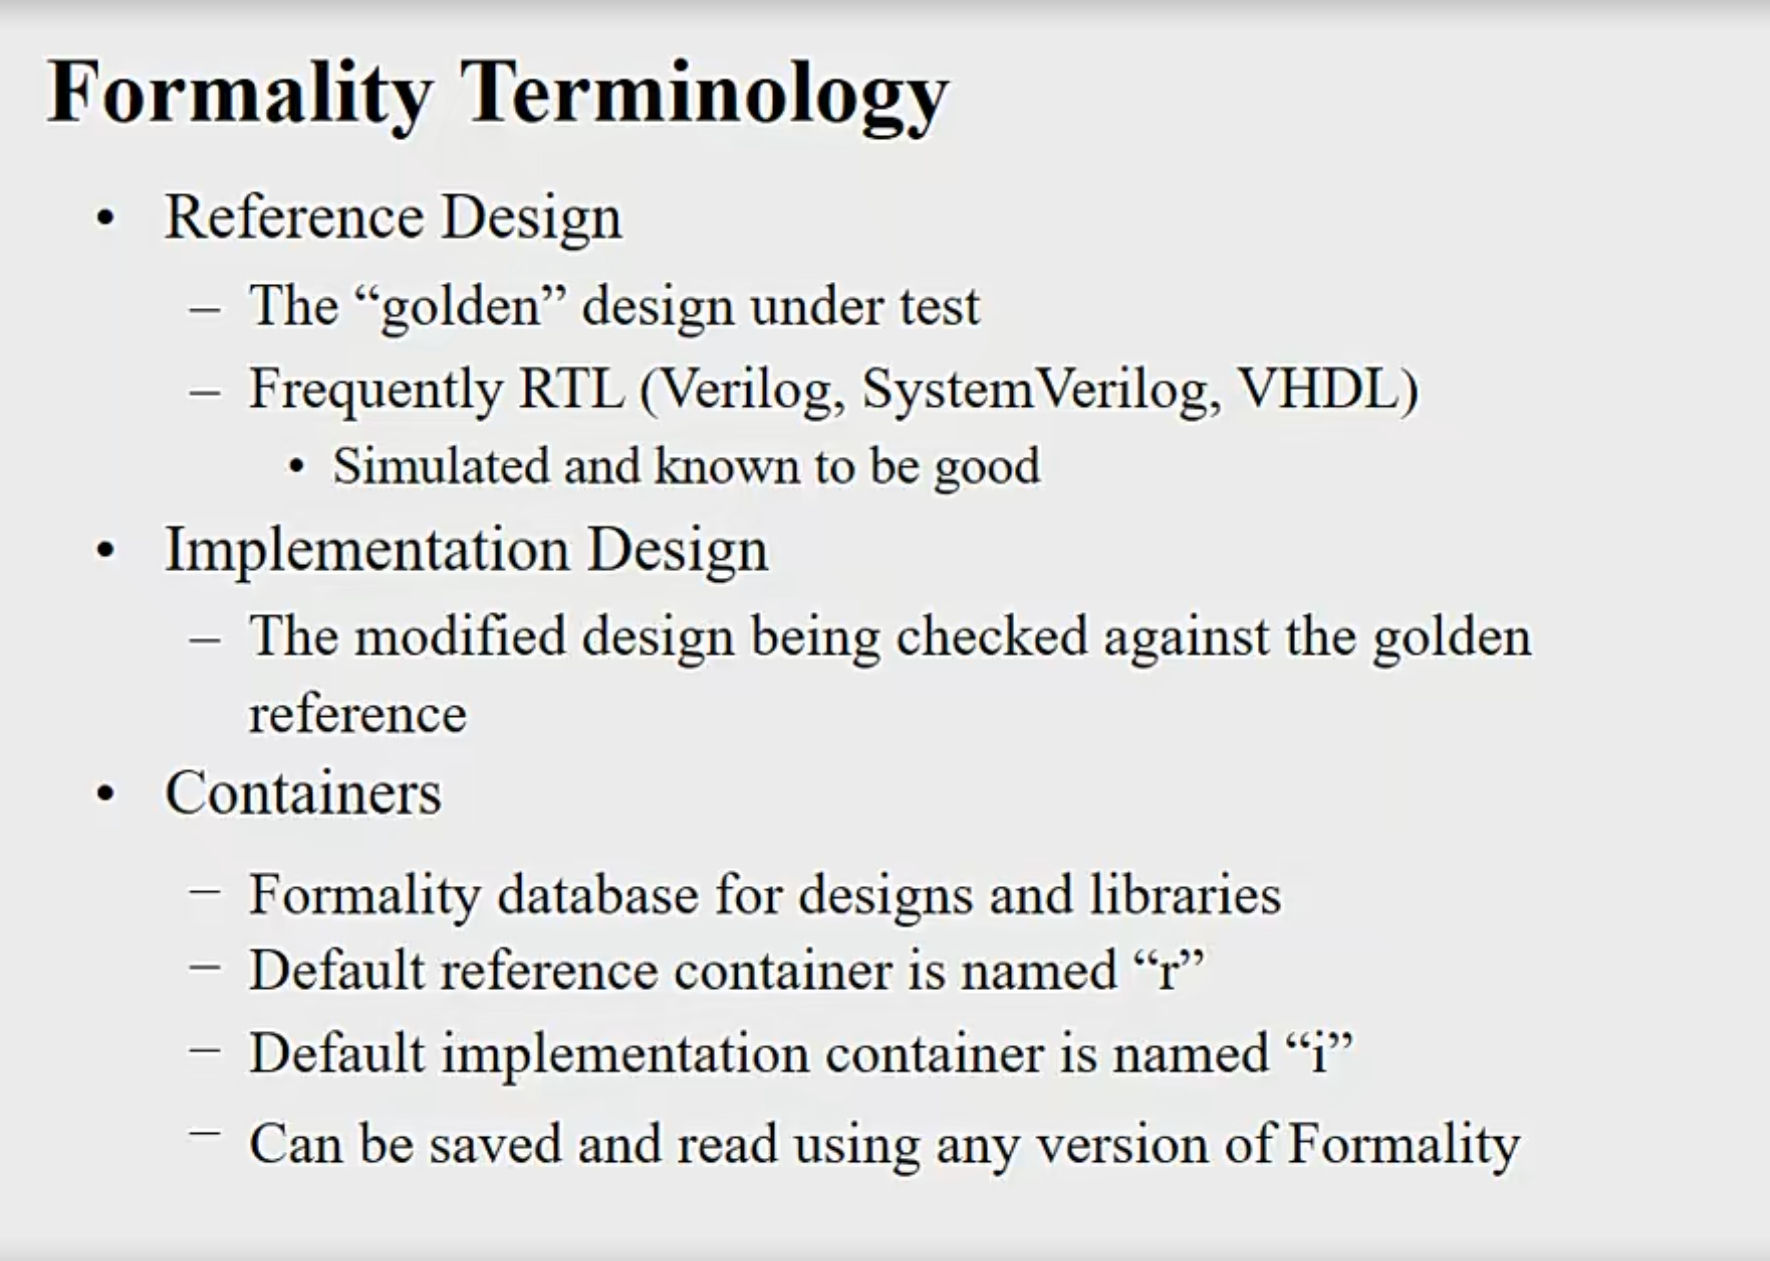 Formality Terminology
• Reference Design
– The “golden” design under test
– Frequently RTL (Verilog, SystemVerilog, VHDL)
• Simulated and known to be good
• Implementation Design
– The modified design being checked against the golden
reference
• Containers
– Formality database for designs and libraries
– Default reference container is named “r”
– Default implementation container is named “i”
– Can be saved and read using any version of Formality